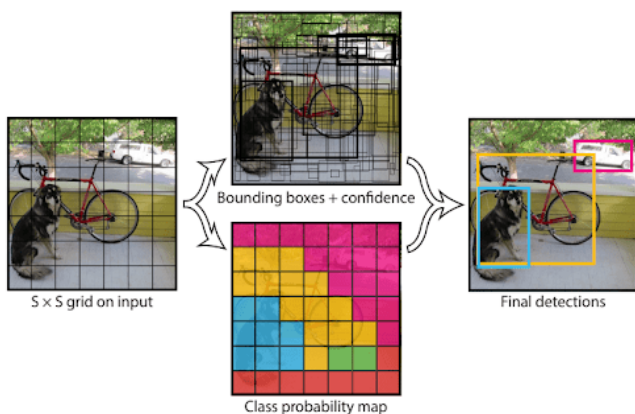 S × S grid on input
Bounding boxes + confidence
Class probability map
Final detections